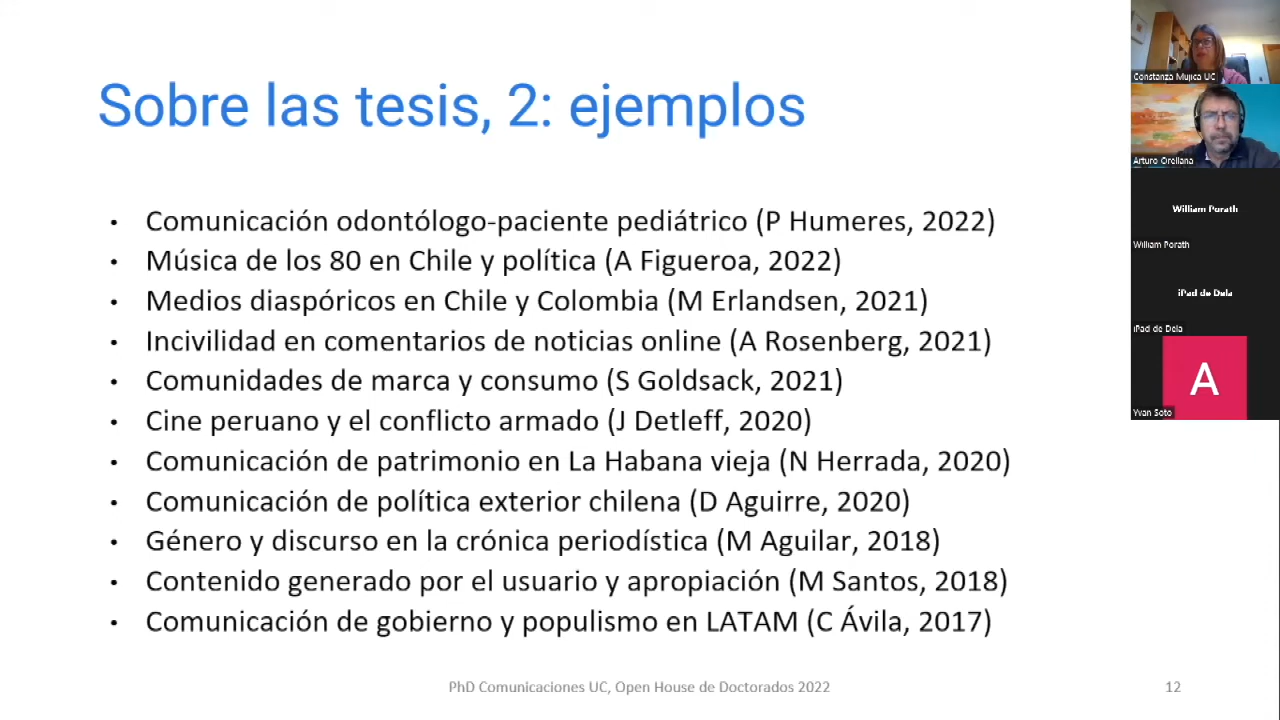 Sobre las tesis, 2: ejemplos
• Comunicación odontólogo-paciente pediátrico (P Humeres, 2022)
• Música de los 80 en Chile y política (A Figueroa, 2022)
• Medios diaspóricos en Chile y Colombia (M Erlandsen, 2021)
• Incivilidad en comentarios de noticias online (A Rosenberg, 2021)
• Comunidades de marca y consumo (S Goldsack, 2021)
• Cine peruano y el conflicto armado (J Detleff, 2020)
• Comunicación de patrimonio en La Habana vieja (N Herrada, 2020)
• Comunicación de política exterior chilena (D Aguirre, 2020)
• Género y discurso en la crónica periodística (M Aguilar, 2018)
• Contenido generado por el usuario y apropiación (M Santos, 2018)
• Comunicación de gobierno y populismo en LATAM (C Ávila, 2017)
PhD Comunicaciones UC, Open House de Doctorados 2022
12
Constanza Mujica UC
Arturo Orellana
William Porath
William Porath
iPad de Dela
iPad de Dela
A
Yvan Soto